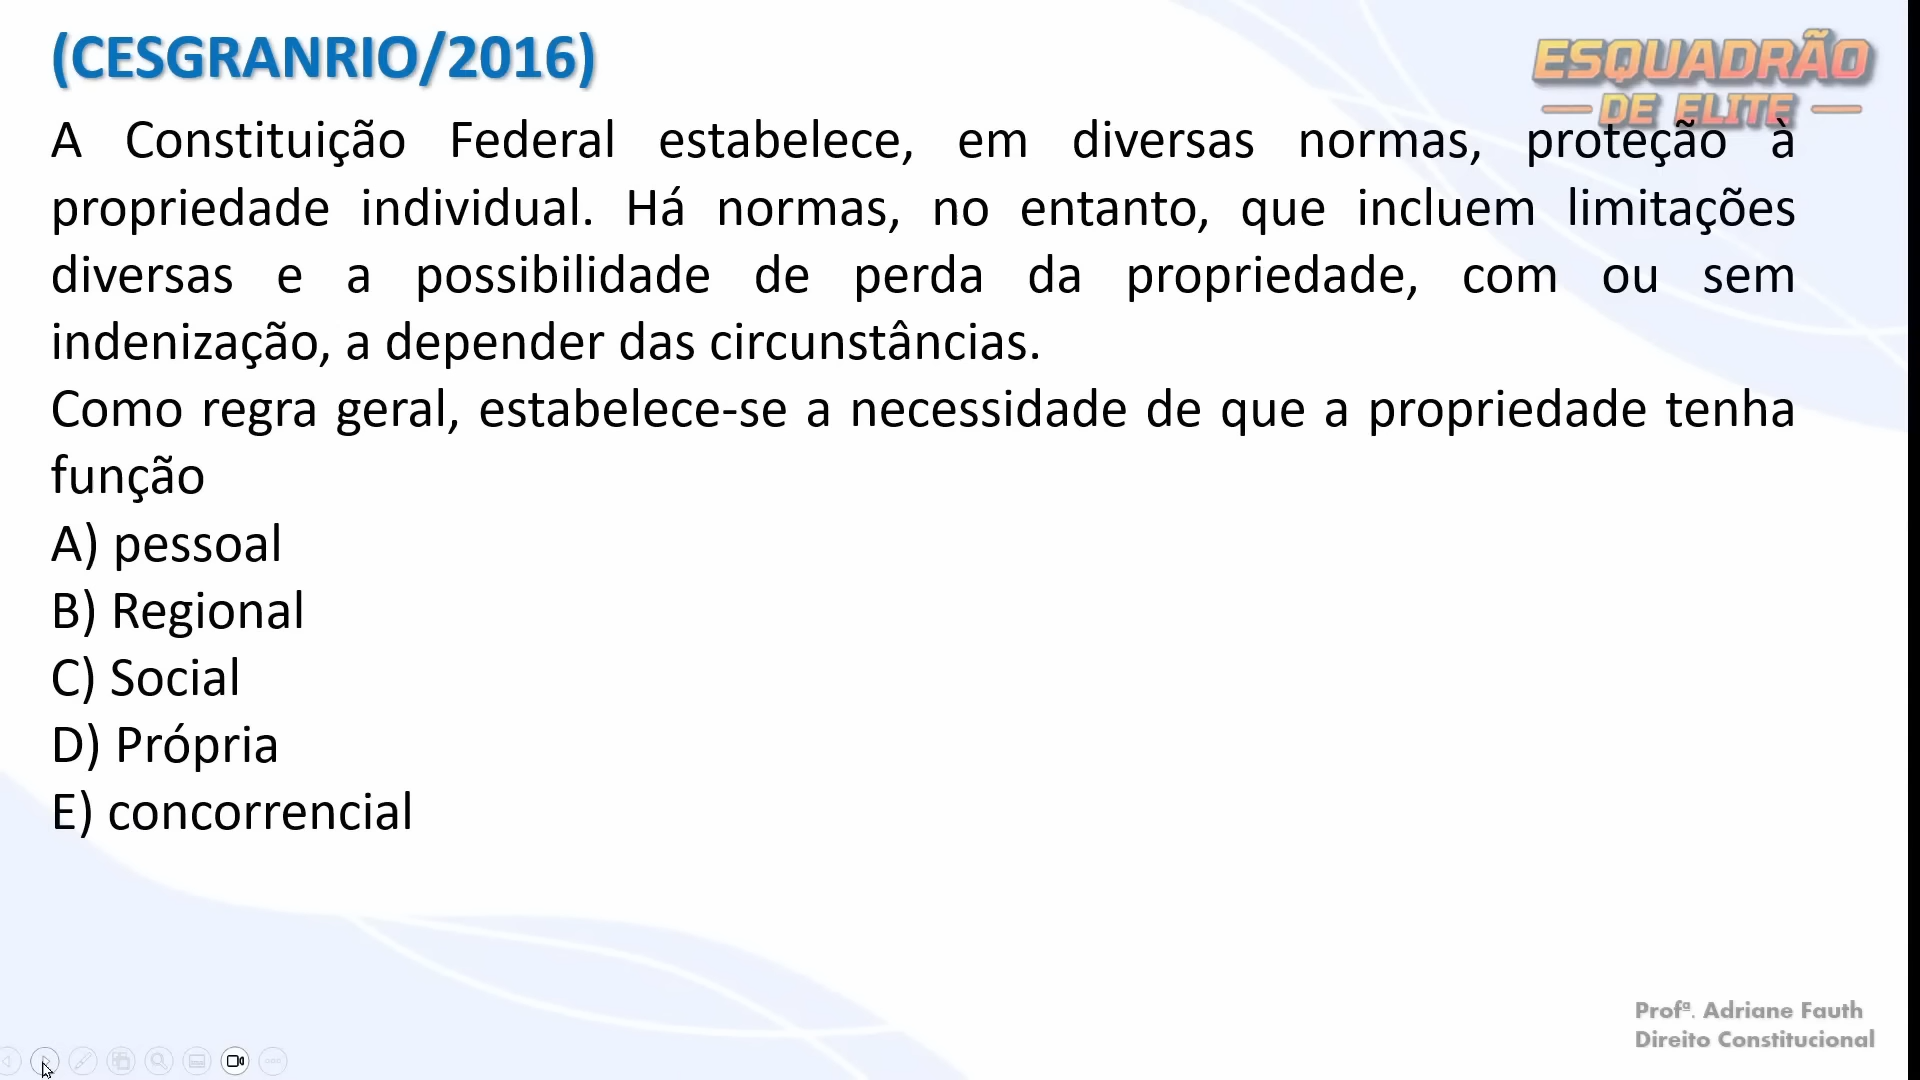 (CESGRANRIO/2016)
ESQUADRÃO
DE ELITE
A Constituição Federal estabelece, em diversas normas, proteção à
propriedade individual. Há normas, no entanto, que incluem limitações
diversas e a possibilidade de perda da propriedade, com ou sem
indenização, a depender das circunstâncias.
Como regra geral, estabelece-se a necessidade de que a propriedade tenha
função
A) pessoal
B) Regional
C) Social
D) Própria
E) concorrencial
Profª. Adriane Fauth
Direito Constitucional